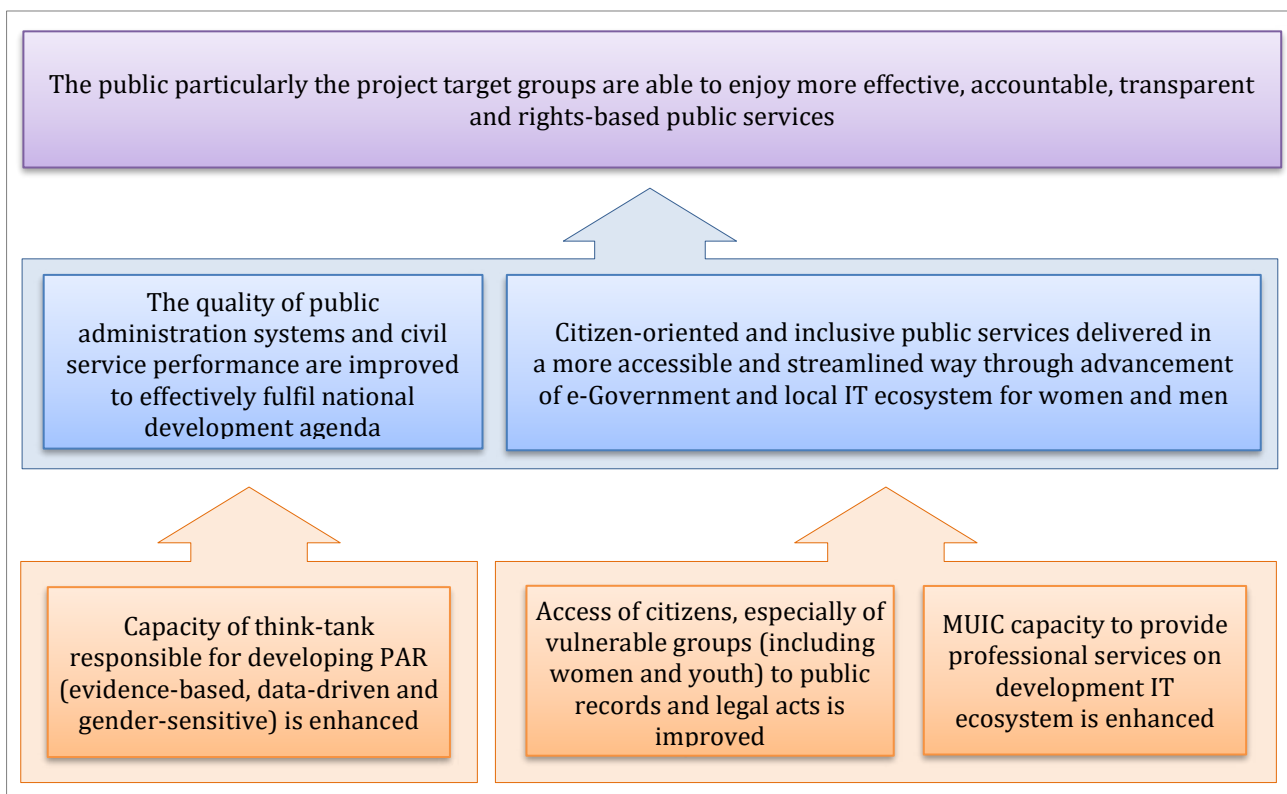 The public particularly the project target groups are able to enjoy more effective, accountable, transparent
and rights-based public services
The quality of public
administration systems and civil
service performance are improved
to effectively fulfil national
development agenda
Citizen-oriented and inclusive public services delivered in
a more accessible and streamlined way through advancement
of e-Government and local IT ecosystem for women and men
Capacity of think-tank
responsible for developing PAR
(evidence-based, data-driven and
gender-sensitive) is enhanced
Access of citizens, especially of
vulnerable groups (including
women and youth) to public
records and legal acts is
improved
MUIC capacity to provide
professional services on
development IT
ecosystem is enhanced